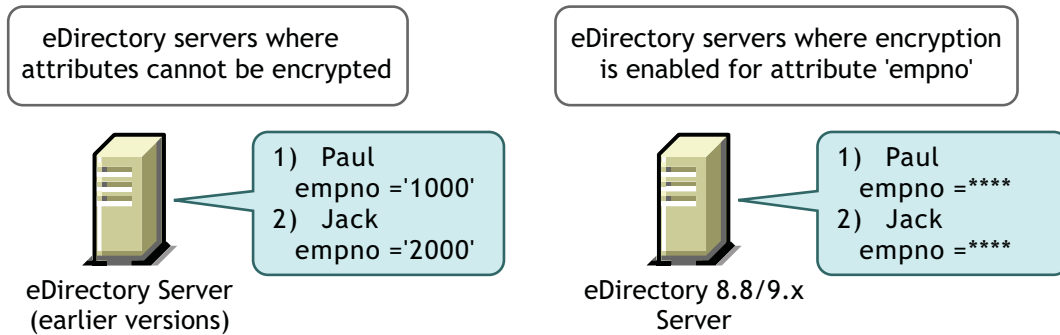 eDirectory servers where
attributes cannot be encrypted
eDirectory servers where encryption
is enabled for attribute 'empno'
1) Paul
empno ='1000'
2) Jack
empno ='2000'
1) Paul
empno =****
2) Jack
empno =****
eDirectory Server
(earlier versions)
eDirectory 8.8/9.x
Server